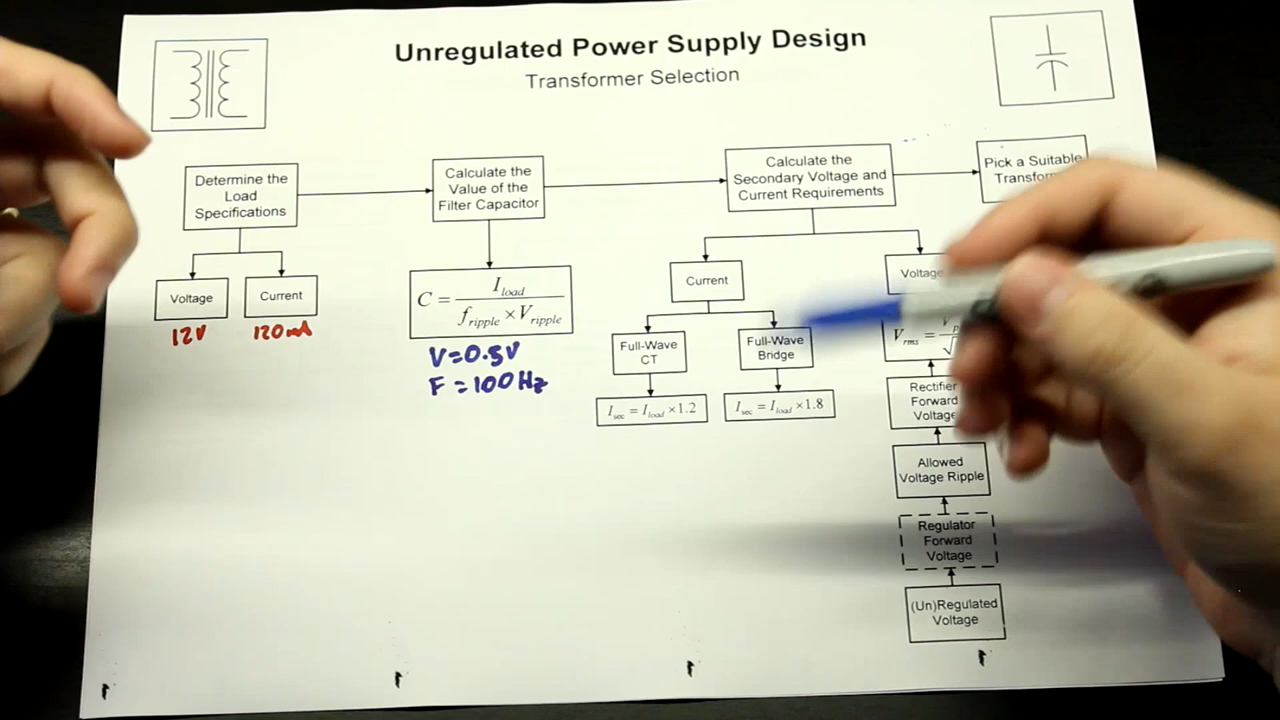 Unregulated Power Supply Design
Transformer Selection
Determine the
Load
Specifications
Voltage
Current
12V
120mA
Calculate the
Value of the
Filter Capacitor
C = I_load / (f_ripple × V_ripple)
V=0.5V
F=100Hz
Calculate the
Secondary Voltage and
Current Requirements
Current
Full-Wave
CT
I_sec = I_load × 1.2
Full-Wave
Bridge
I_sec = I_load × 1.8
Voltage
V_rms =
Rectifier
Forward
Voltage
Allowed
Voltage Ripple
Regulator
Forward
Voltage
(Un)Regulated
Voltage
Pick a Suitable